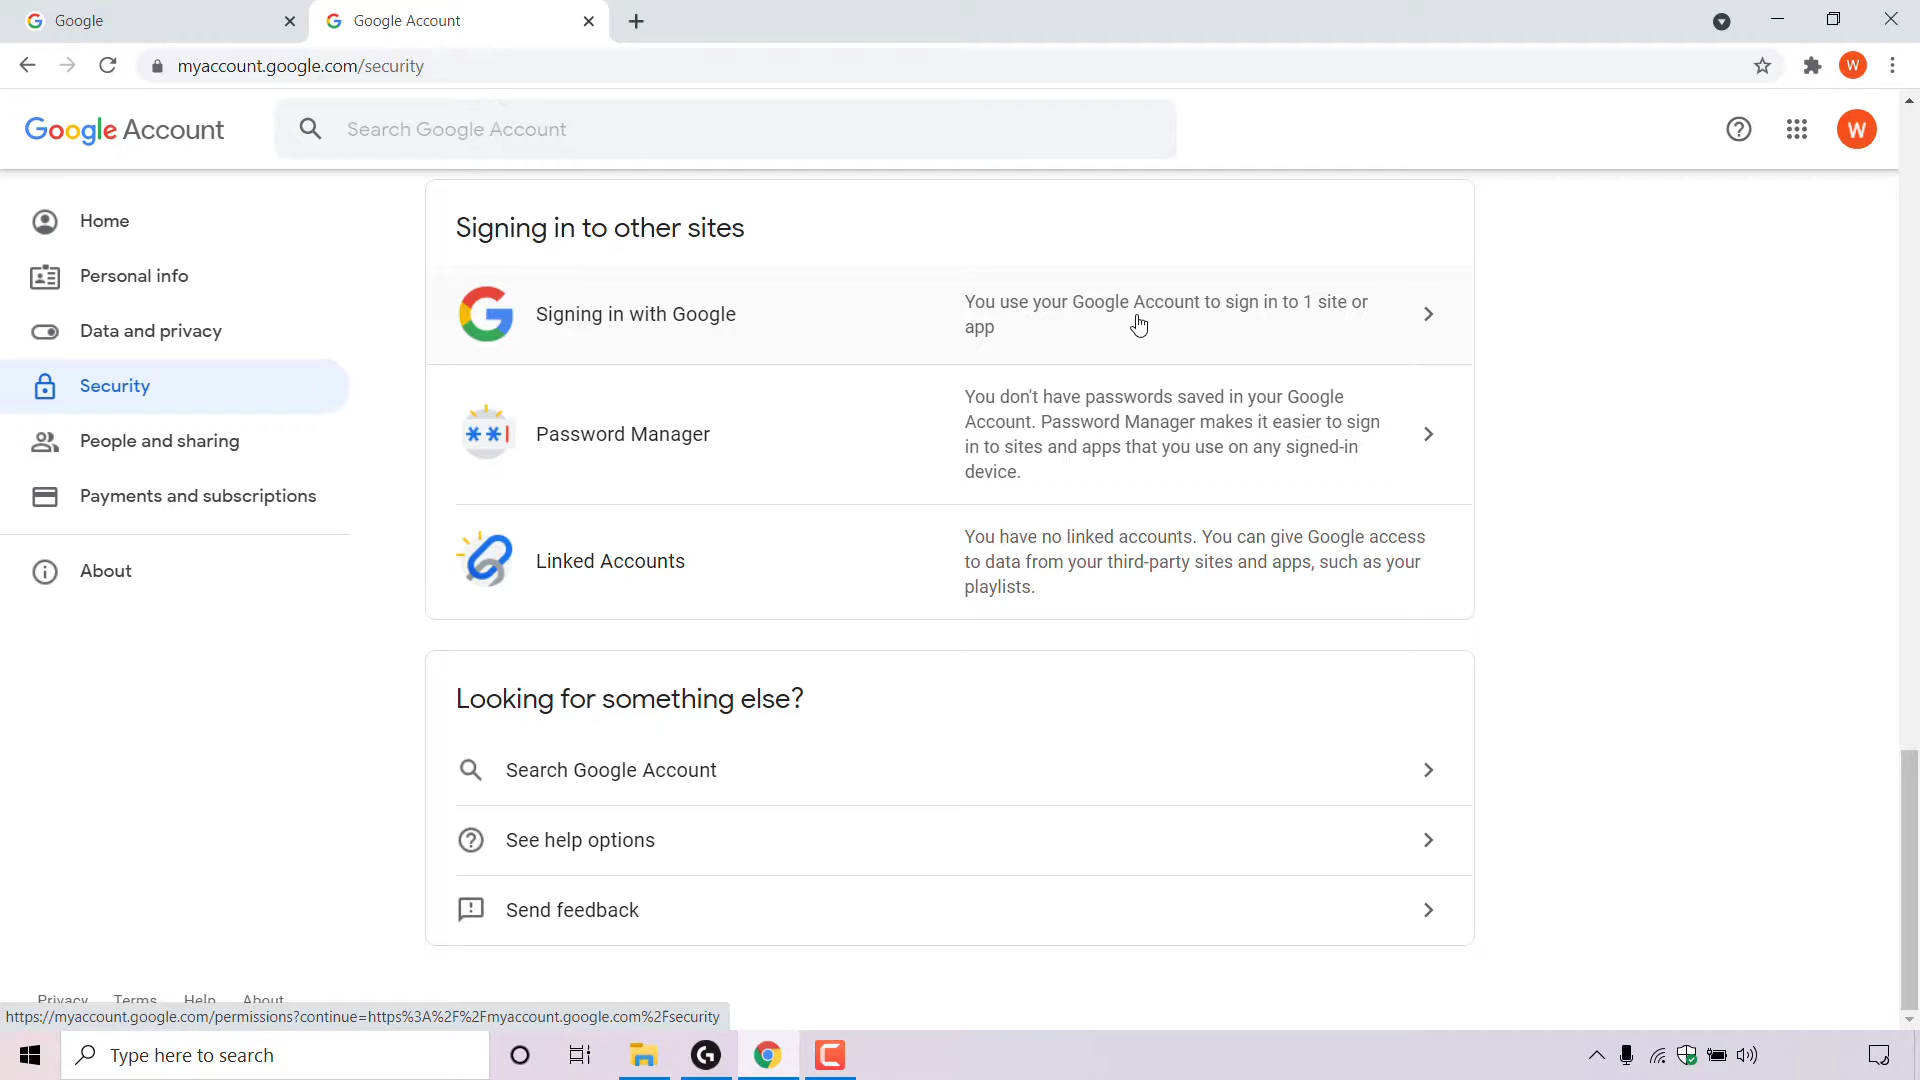 Google
Google Account
myaccount.google.com/security
W
Google Account
Search Google Account
W
Home
Personal info
Data and privacy
Security
People and sharing
Payments and subscriptions
About
Signing in to other sites
Signing in with Google
You use your Google Account to sign in to 1 site or
app
Password Manager
You don't have passwords saved in your Google
Account. Password Manager makes it easier to sign
in to sites and apps that you use on any signed-in
device.
Linked Accounts
You have no linked accounts. You can give Google access
to data from your third-party sites and apps, such as your
playlists.
Looking for something else?
Search Google Account
See help options
Send feedback
Privacy Terms Help About
https://myaccount.google.com/permissions?continue=https%3A%2F%2Fmyaccount.google.com%2Fsecurity
Type here to search